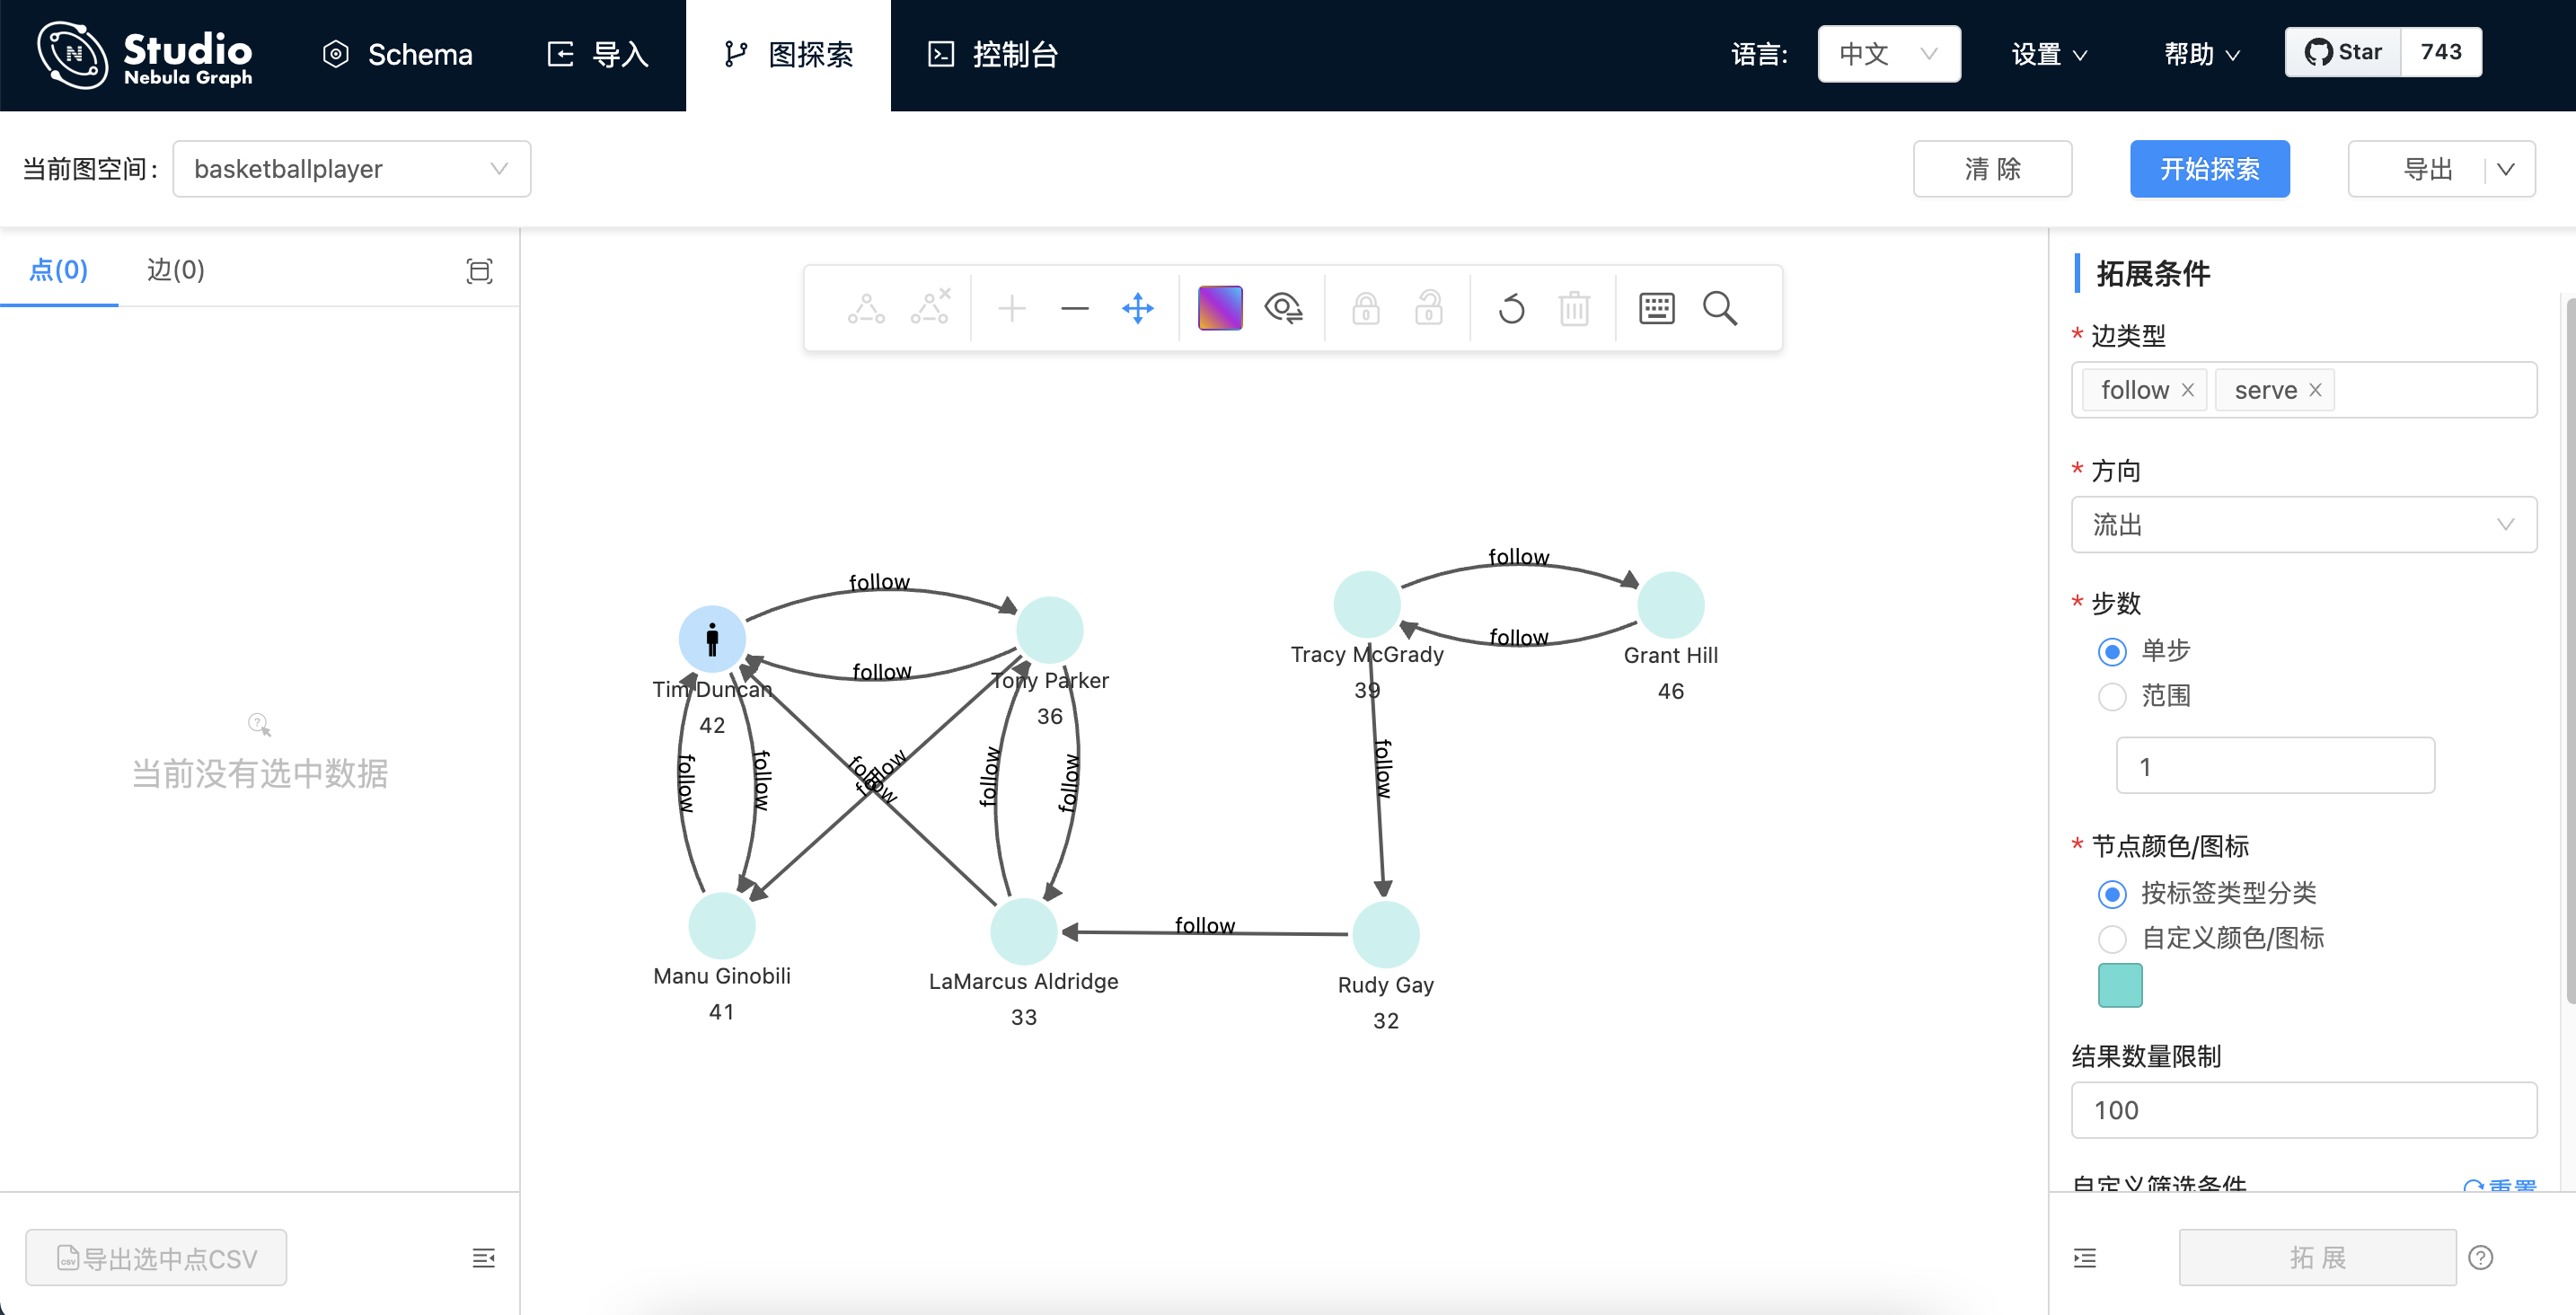 Studio
Nebula Graph
Schema
导入
图探索
控制台
语言:
中文
设置
帮助
Star
743
当前图空间:
basketballplayer
清 除
开始探索
导出
点(0)
边(0)
当前没有选中数据
导出选中点CSV
follow
follow
Tim Duncan
42
Tony Parker
36
follow
follow
follow
follow
follow
follow
Manu Ginobili
41
LaMarcus Aldridge
33
follow
follow
Tracy McGrady
39
Grant Hill
46
follow
follow
Rudy Gay
32
拓展条件
* 边类型
follow
serve
* 方向
流出
* 步数
单步
范围
1
* 节点颜色/图标
按标签类型分类
自定义颜色/图标
结果数量限制
100
自定义筛选条件
重置
拓 展